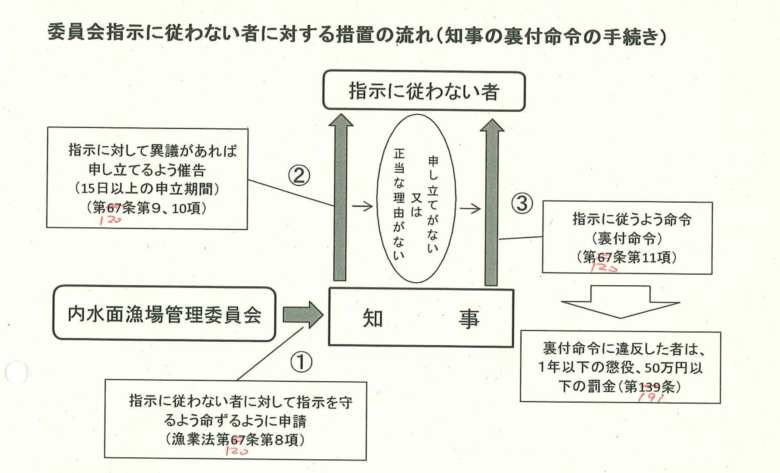 委員会指示に従わない者に対する措置の流れ(知事の裏付命令の手続き)
指示に従わない者
指示に対して異議があれば
申し立てるよう催告
(15日以上の申立期間)
(第67条第9、10項)
120
②
申し立てがない
又は
正当な理由がない
③
指示に従うよう命令
(裏付命令)
(第67条第11項)
120
内水面漁場管理委員会
知 事
①
裏付命令に違反した者は、
1年以下の懲役、50万円以
下の罰金(第139条)
191
指示に従わない者に対して指示を守
るよう命ずるように申請
(漁業法第67条第8項)
120